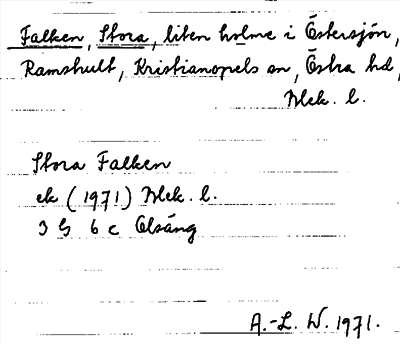 Falken, Stora, liten holme i Östersjön,
Ramshult, Kristianopels sn, Östra hd,
Blek. l.
Stora Falken
ek (1971) Blek. l.
3 G 6 c Olsäng
A.-L. W. 1971.